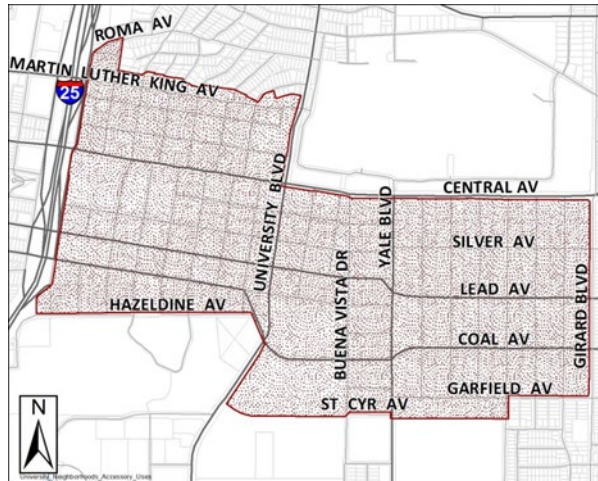 ROMA AV
MARTIN LUTHER KING AV
25
UNIVERSITY BLVD
CENTRAL AV
YALE BLVD
SILVER AV
BUENA VISTA DR
LEAD AV
GIRARD BLVD
HAZELDINE AV
COAL AV
GARFIELD AV
ST CYR AV
N
University_Neighborhoods_Accessory_Uses